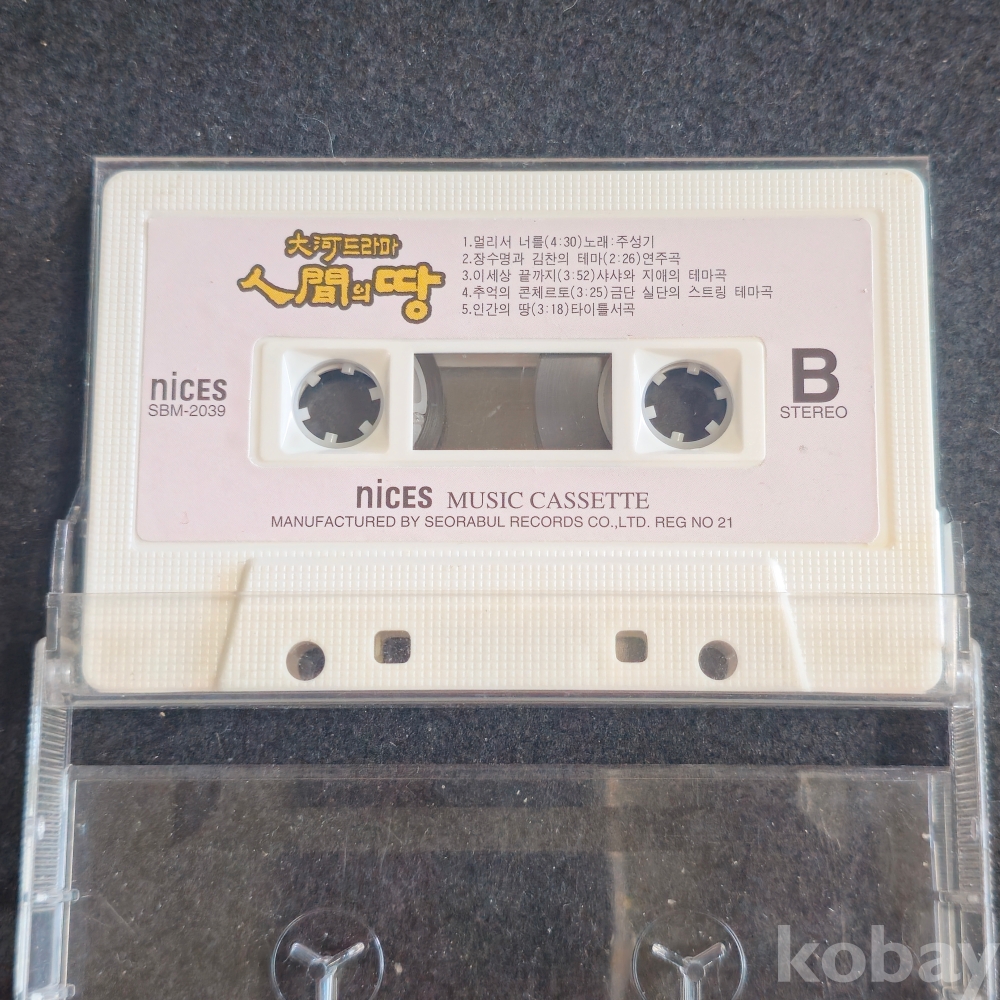 大河드라마
人間의 땅
1.멀리서 너를(4:30)노래:주성기
2.장수명과 김찬의 테마(2:26)연주곡
3.이세상 끝까지(3:52)샤샤와 지애의 테마곡
4.추억의 콘체르토(3:25)금단 실단의 스트링 테마곡
5.인간의 땅(3:18)타이틀서곡
niCES
SBM-2039
B
STEREO
niCES MUSIC CASSETTE
MANUFACTURED BY SEORABUL RECORDS CO.,LTD. REG NO 21
kobay